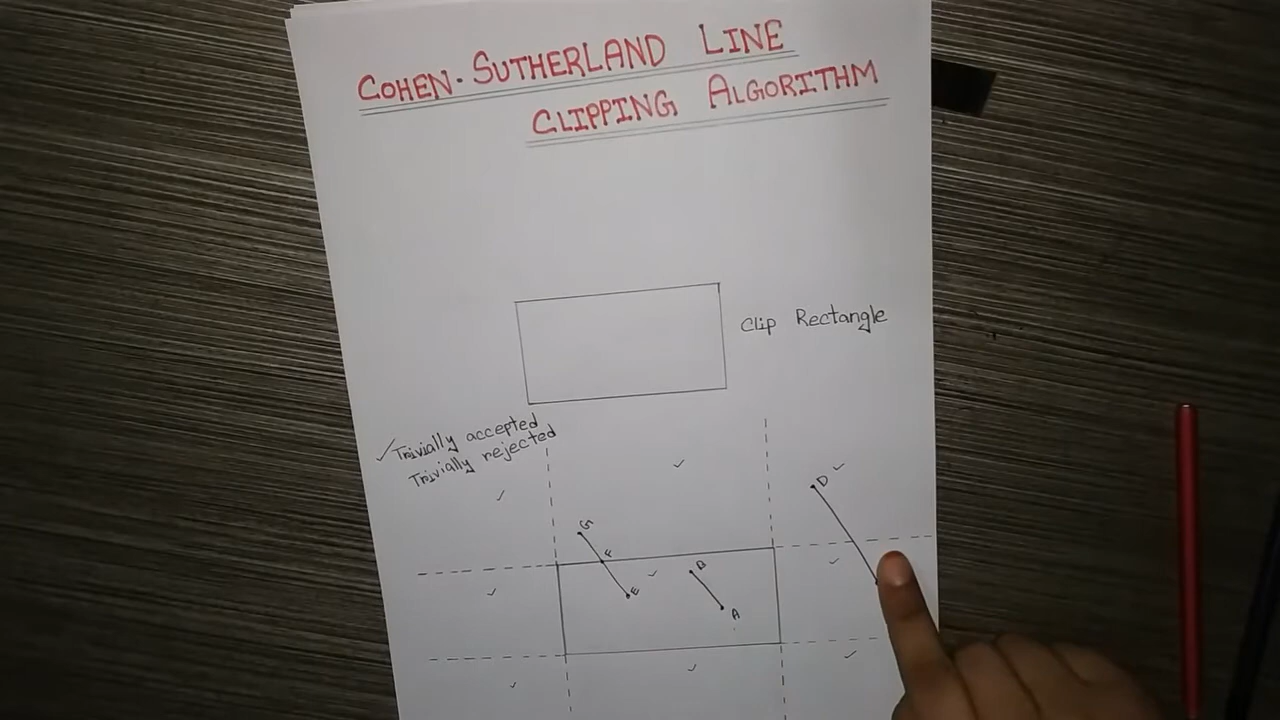 COHEN-SUTHERLAND LINE
CLIPPING ALGORITHM
Clip Rectangle
✓Trivially accepted
Trivially rejected
D
G
F
B
E
A